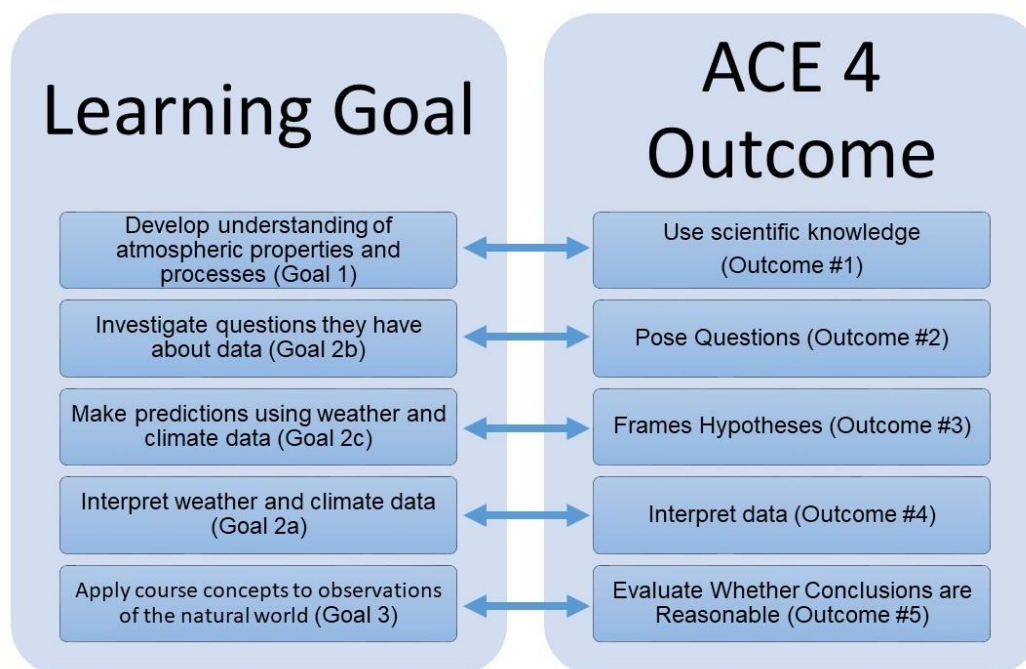 Learning Goal
Develop understanding of
atmospheric properties and
processes (Goal 1)
Investigate questions they have
about data (Goal 2b)
Make predictions using weather and
climate data (Goal 2c)
Interpret weather and climate data
(Goal 2a)
Apply course concepts to observations
of the natural world (Goal 3)
ACE 4
Outcome
Use scientific knowledge
(Outcome #1)
Pose Questions (Outcome #2)
Frames Hypotheses (Outcome #3)
Interpret data (Outcome #4)
Evaluate Whether Conclusions are
Reasonable (Outcome #5)